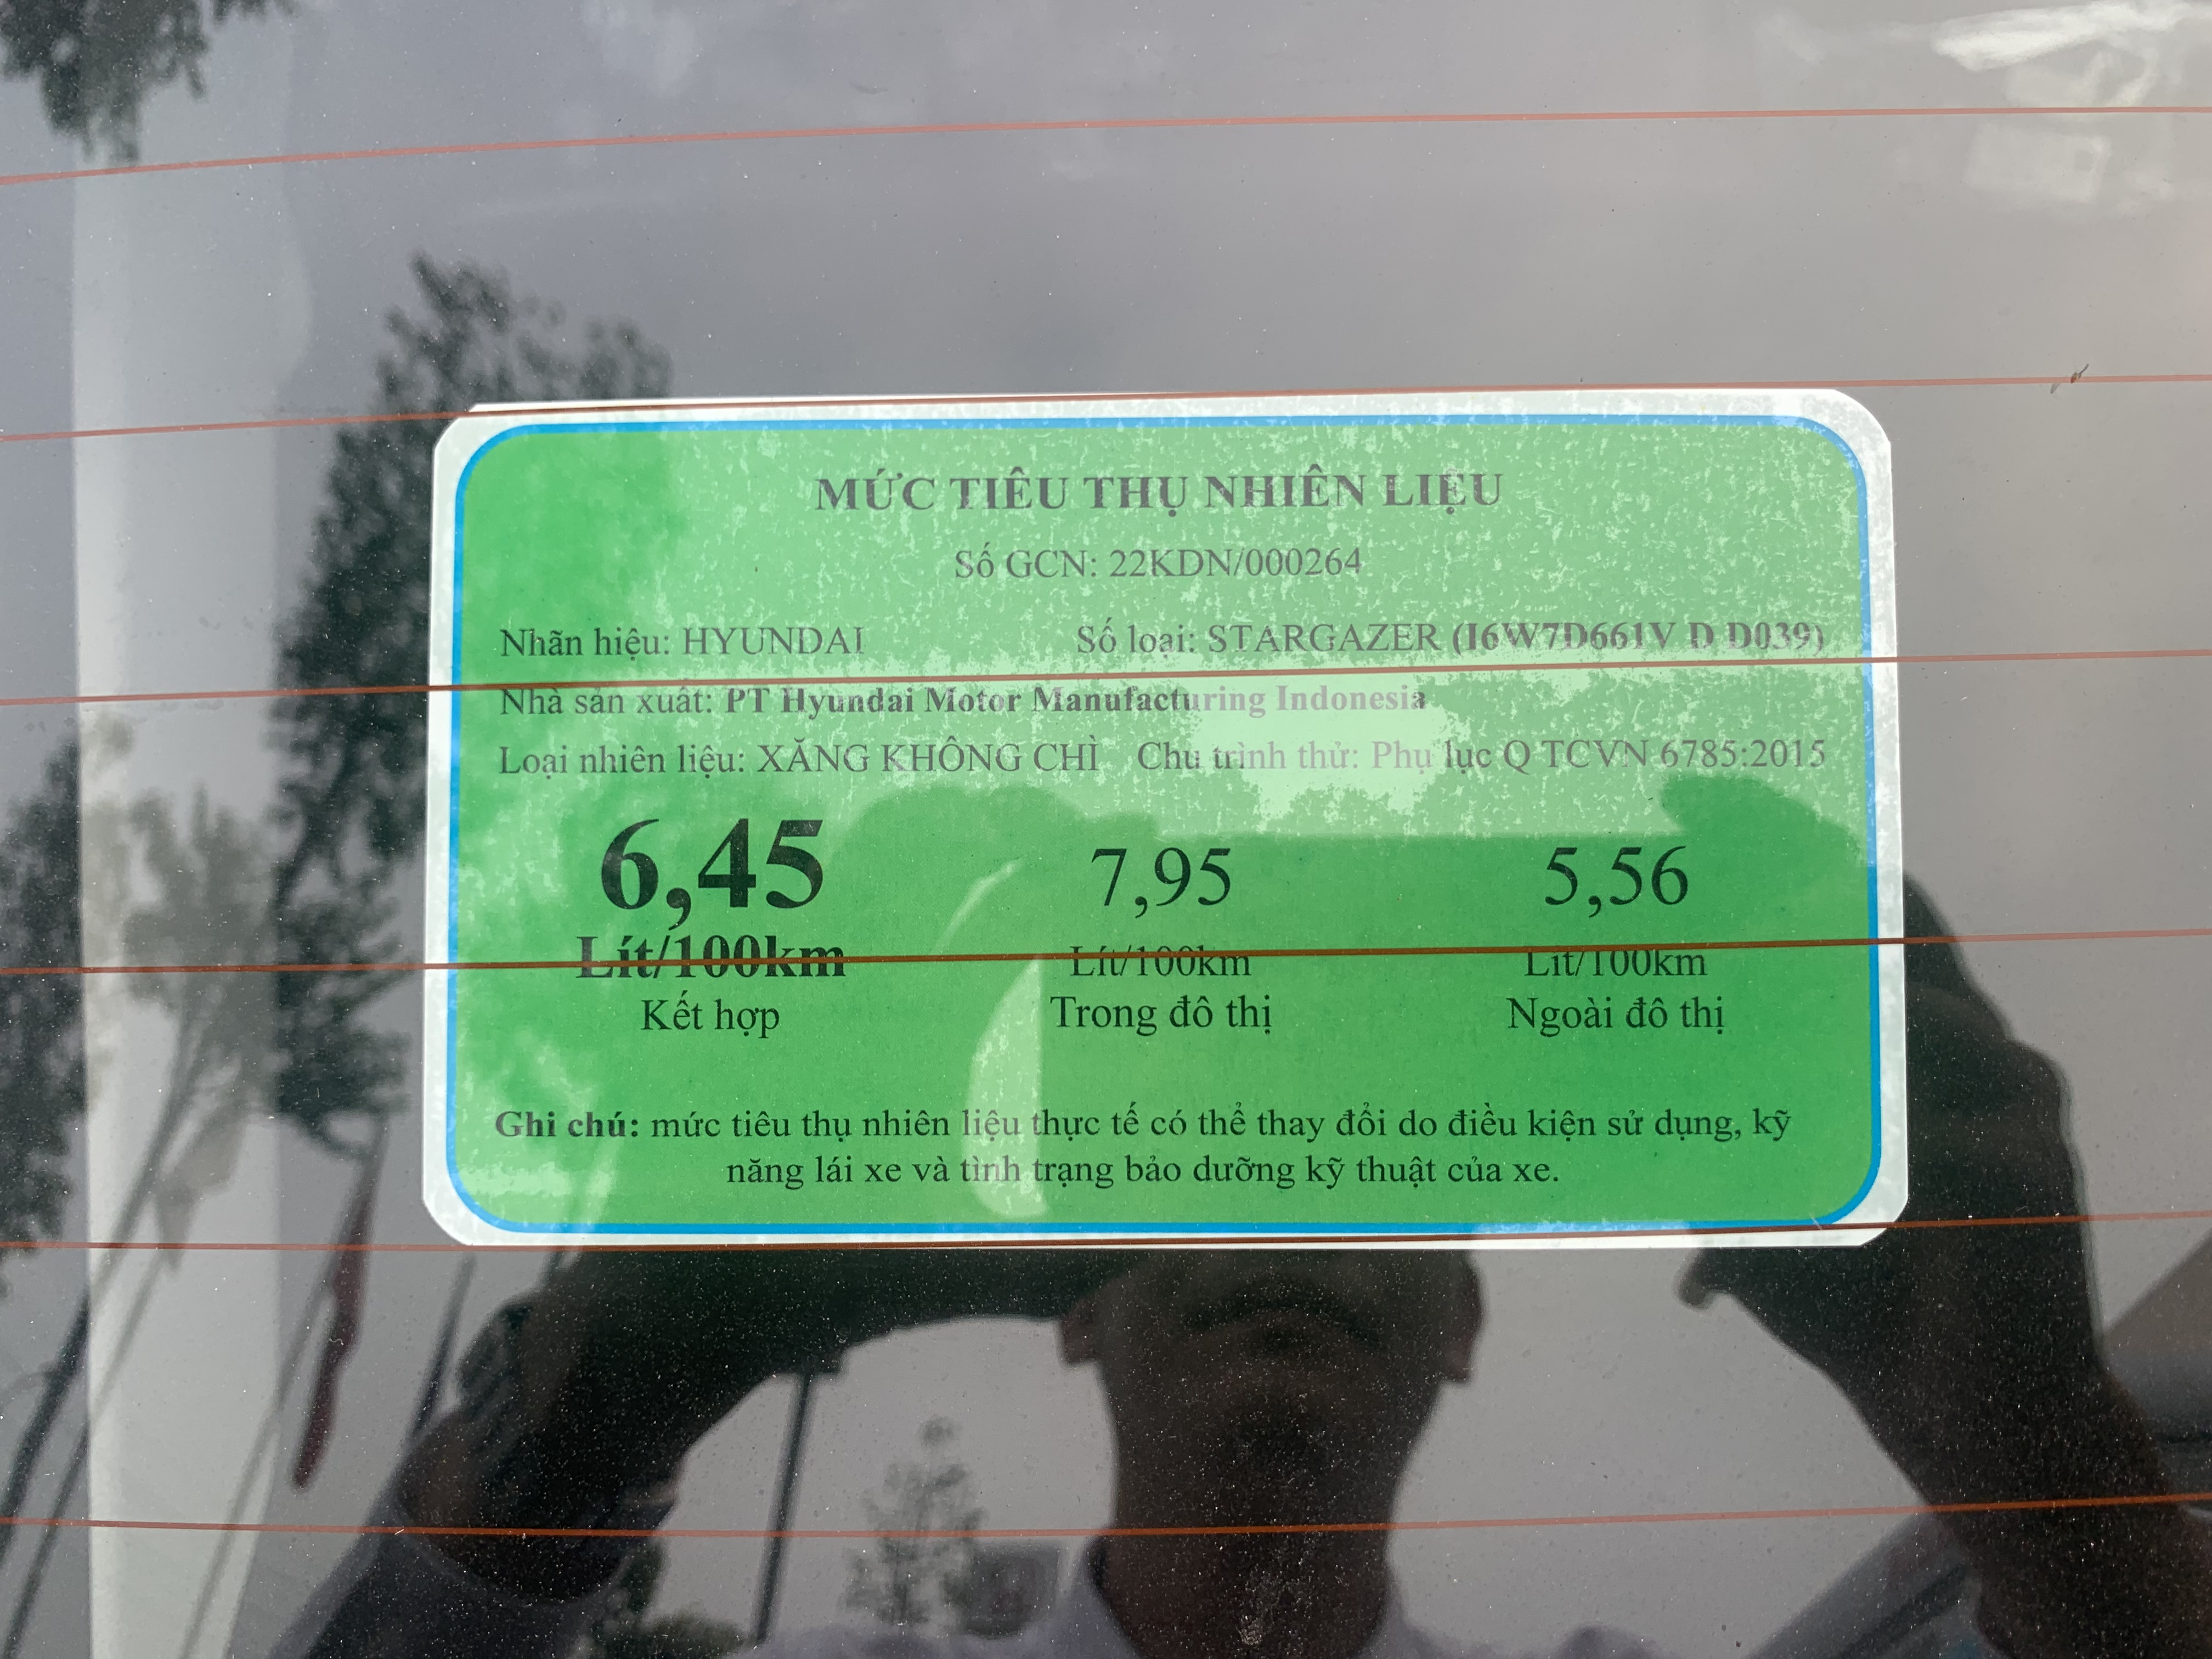 MỨC TIÊU THỤ NHIÊN LIỆU
Số GCN: 22KDN/000264
Nhãn hiệu: HYUNDAI Số loại: STARGAZER (I6W7D661V D D039)
Nhà sản xuất: PT Hyundai Motor Manufacturing Indonesia
Loại nhiên liệu: XĂNG KHÔNG CHÌ Chu trình thử: Phụ lục Q TCVN 6785:2015
6,45 7,95 5,56
Lít/100km Lít/100km Lít/100km
Kết hợp Trong đô thị Ngoài đô thị
Ghi chú: mức tiêu thụ nhiên liệu thực tế có thể thay đổi do điều kiện sử dụng, kỹ
năng lái xe và tình trạng bảo dưỡng kỹ thuật của xe.